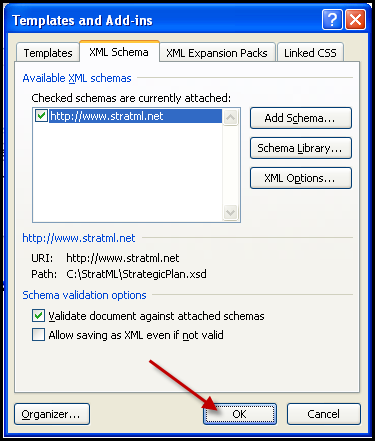 Templates and Add-ins
Templates XML Schema XML Expansion Packs Linked CSS
Available XML schemas
Checked schemas are currently attached:
http://www.stratml.net
Add Schema...
Schema Library...
XML Options...
http://www.stratml.net
URI: http://www.stratml.net
Path: C:\StratML\StrategicPlan.xsd
Schema validation options
Validate document against attached schemas
Allow saving as XML even if not valid
Organizer... OK Cancel